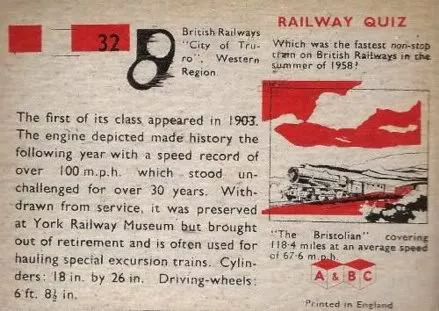 32
British Railways
"City of Tru-
ro", Western
Region
The first of its class appeared in 1903.
The engine depicted made history the
following year with a speed record of
over 100 m.p.h. which stood un-
challenged for over 30 years. With-
drawn from service, it was preserved
at York Railway Museum but brought
out of retirement and is often used for
hauling special excursion trains. Cylin-
ders: 18 in. by 26 in. Driving-wheels:
6 ft. 8½ in.
RAILWAY QUIZ
Which was the fastest non-stop
train on British Railways in the
summer of 1958?
"The Bristolian" covering
118·4 miles at an average speed
of 67·6 m.p.h.
A & BC
Printed in England